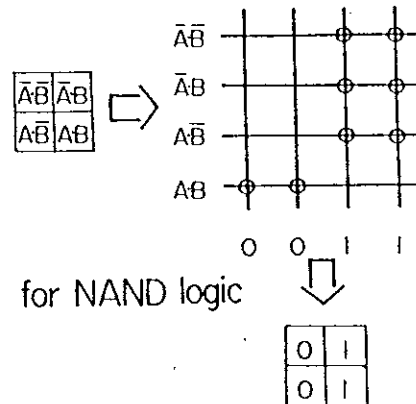 A̅·B̅
A̅·B̅ A̅·B
A̅·B
A·B̅ A·B
A·B̅
A·B
0 0 1 1
for NAND logic
0 1
0 1